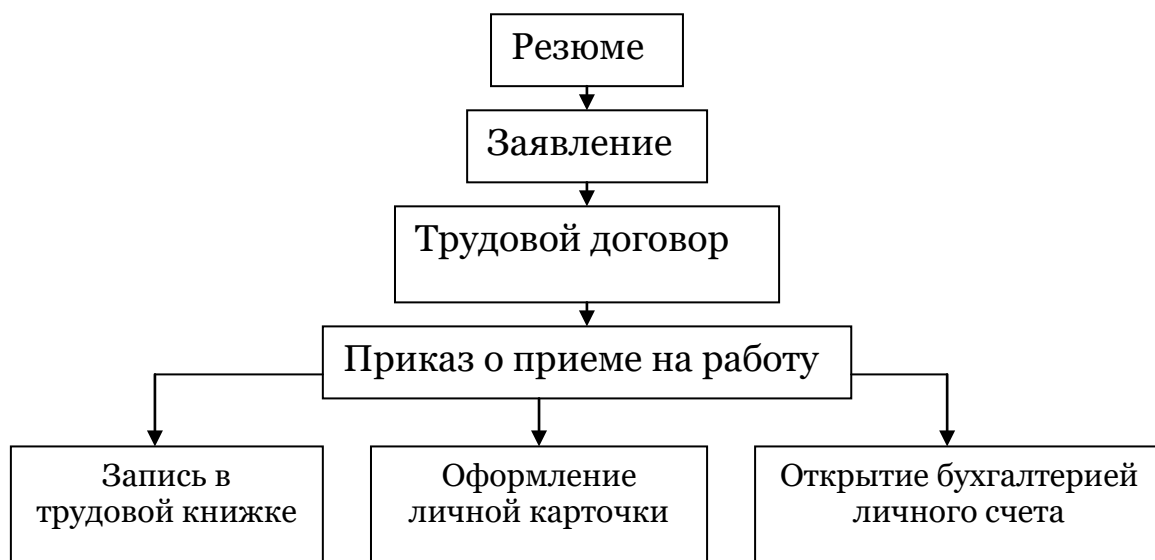 Резюме
Заявление
Трудовой договор
Приказ о приеме на работу
Запись в
трудовой книжке
Оформление
личной карточки
Открытие бухгалтерией
личного счета